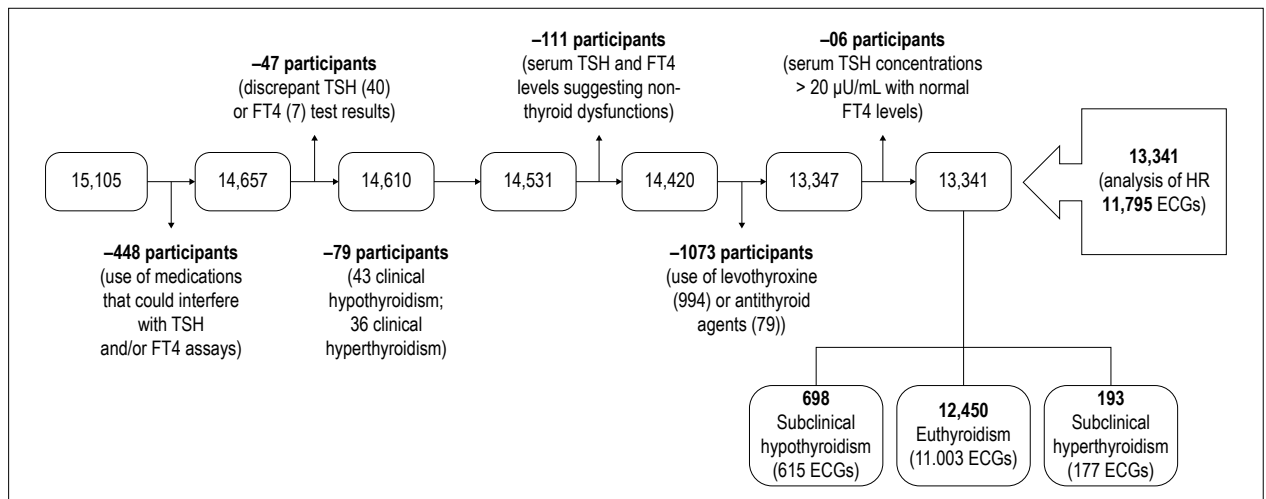 –47 participants
(discrepant TSH (40)
or FT4 (7) test results)
–111 participants
(serum TSH and FT4
levels suggesting non-
thyroid dysfunctions)
–06 participants
(serum TSH concentrations
> 20 µU/mL with normal
FT4 levels)
15,105
14,657
14,610
14,531
14,420
13,347
13,341
13,341
(analysis of HR
11,795 ECGs)
–448 participants
(use of medications
that could interfere
with TSH
and/or FT4 assays)
–79 participants
(43 clinical
hypothyroidism;
36 clinical
hyperthyroidism)
–1073 participants
(use of levothyroxine
(994) or antithyroid
agents (79))
698
Subclinical
hypothyroidism
(615 ECGs)
12,450
Euthyroidism
(11.003 ECGs)
193
Subclinical
hyperthyroidism
(177 ECGs)